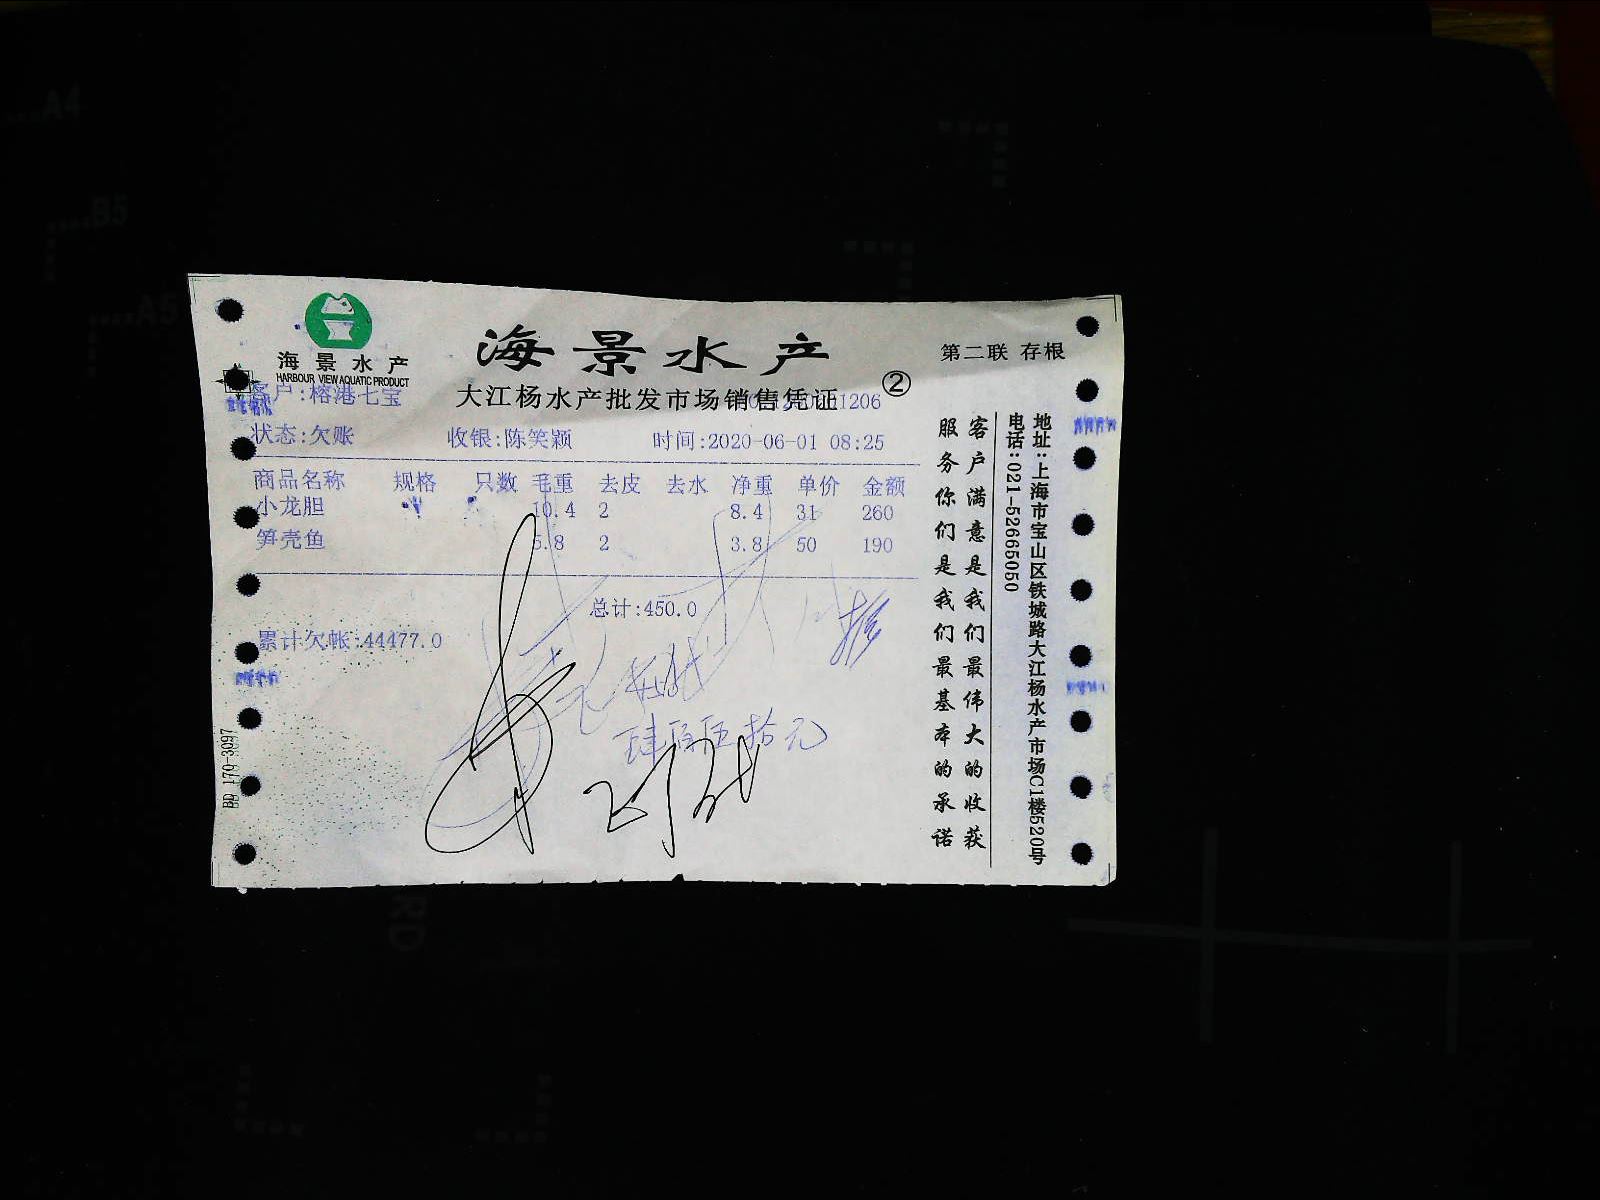 海景水产
HARBOUR VIEW AQUATIC PRODUCT
海景水产
第二联 存根
大江杨水产批发市场销售凭证
②
客户:榕港七宝
状态:欠账 收银:陈笑颖 时间:2020-06-01 08:25
商品名称 规格 只数 毛重 去皮 去水 净重 单价 金额
小龙胆 10.4 2 8.4 31 260
笋壳鱼 5.8 2 3.8 50 190
总计:450.0
累计欠帐:44477.0
肆佰伍拾元
客户满意是我们最伟大的收获
服务你们是我们最基本的承诺
地址:上海市宝山区铁城路大江杨水产市场C1楼520号
电话:021-52665050
BD 170-3097
A4
B5
A5